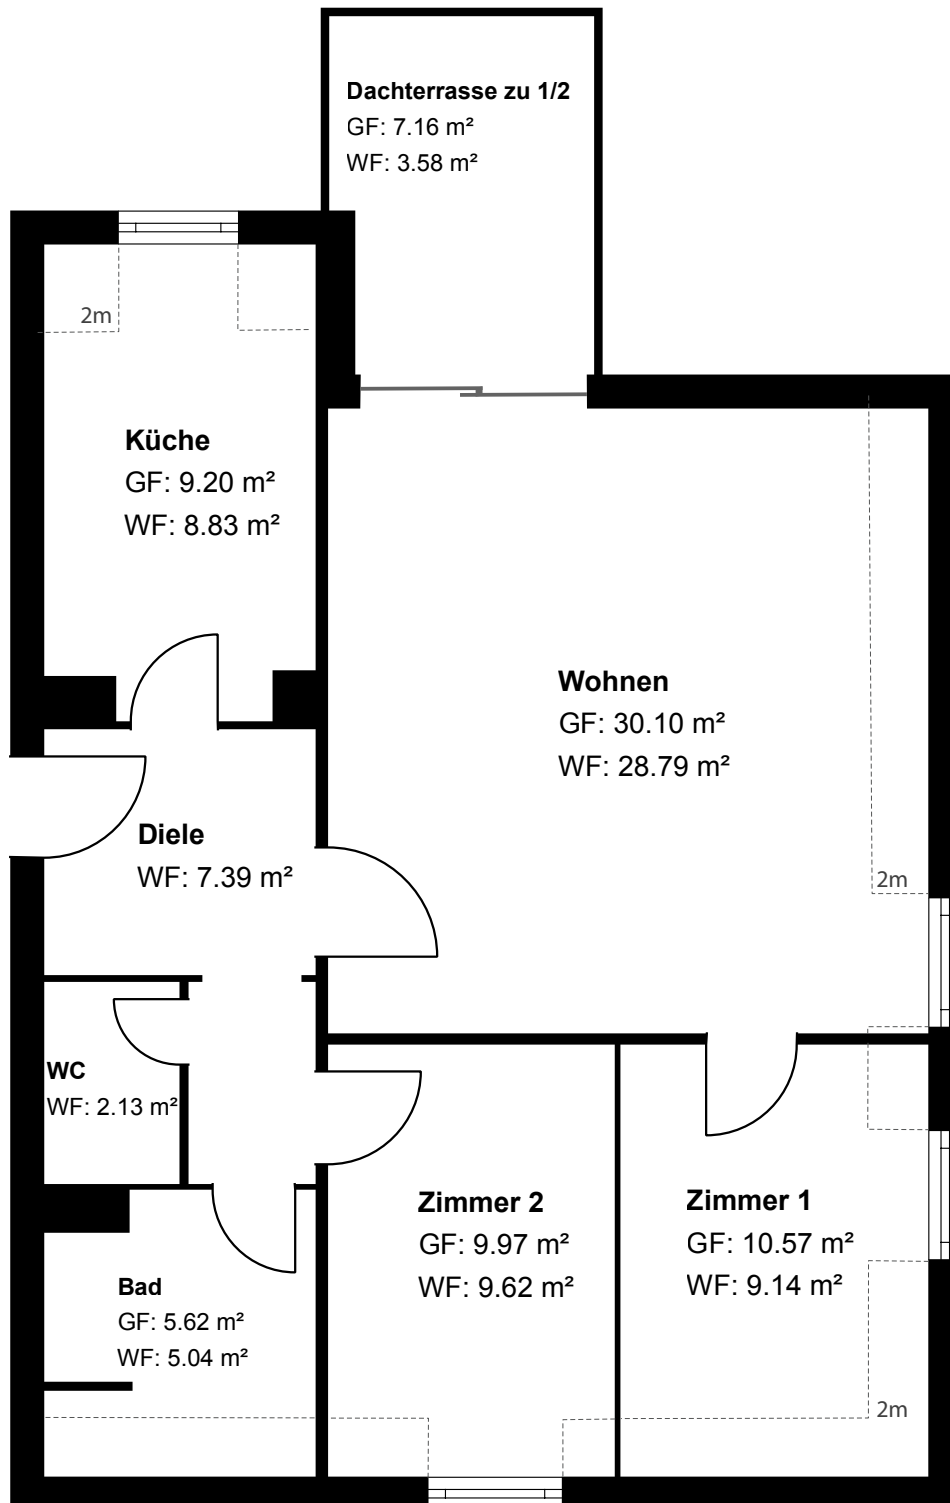 Dachterrasse zu 1/2
GF: 7.16 m²
WF: 3.58 m²
2m
Küche
GF: 9.20 m²
WF: 8.83 m²
Wohnen
GF: 30.10 m²
WF: 28.79 m²
Diele
WF: 7.39 m²
2m
WC
WF: 2.13 m²
Zimmer 2
GF: 9.97 m²
WF: 9.62 m²
Zimmer 1
GF: 10.57 m²
WF: 9.14 m²
Bad
GF: 5.62 m²
WF: 5.04 m²
2m